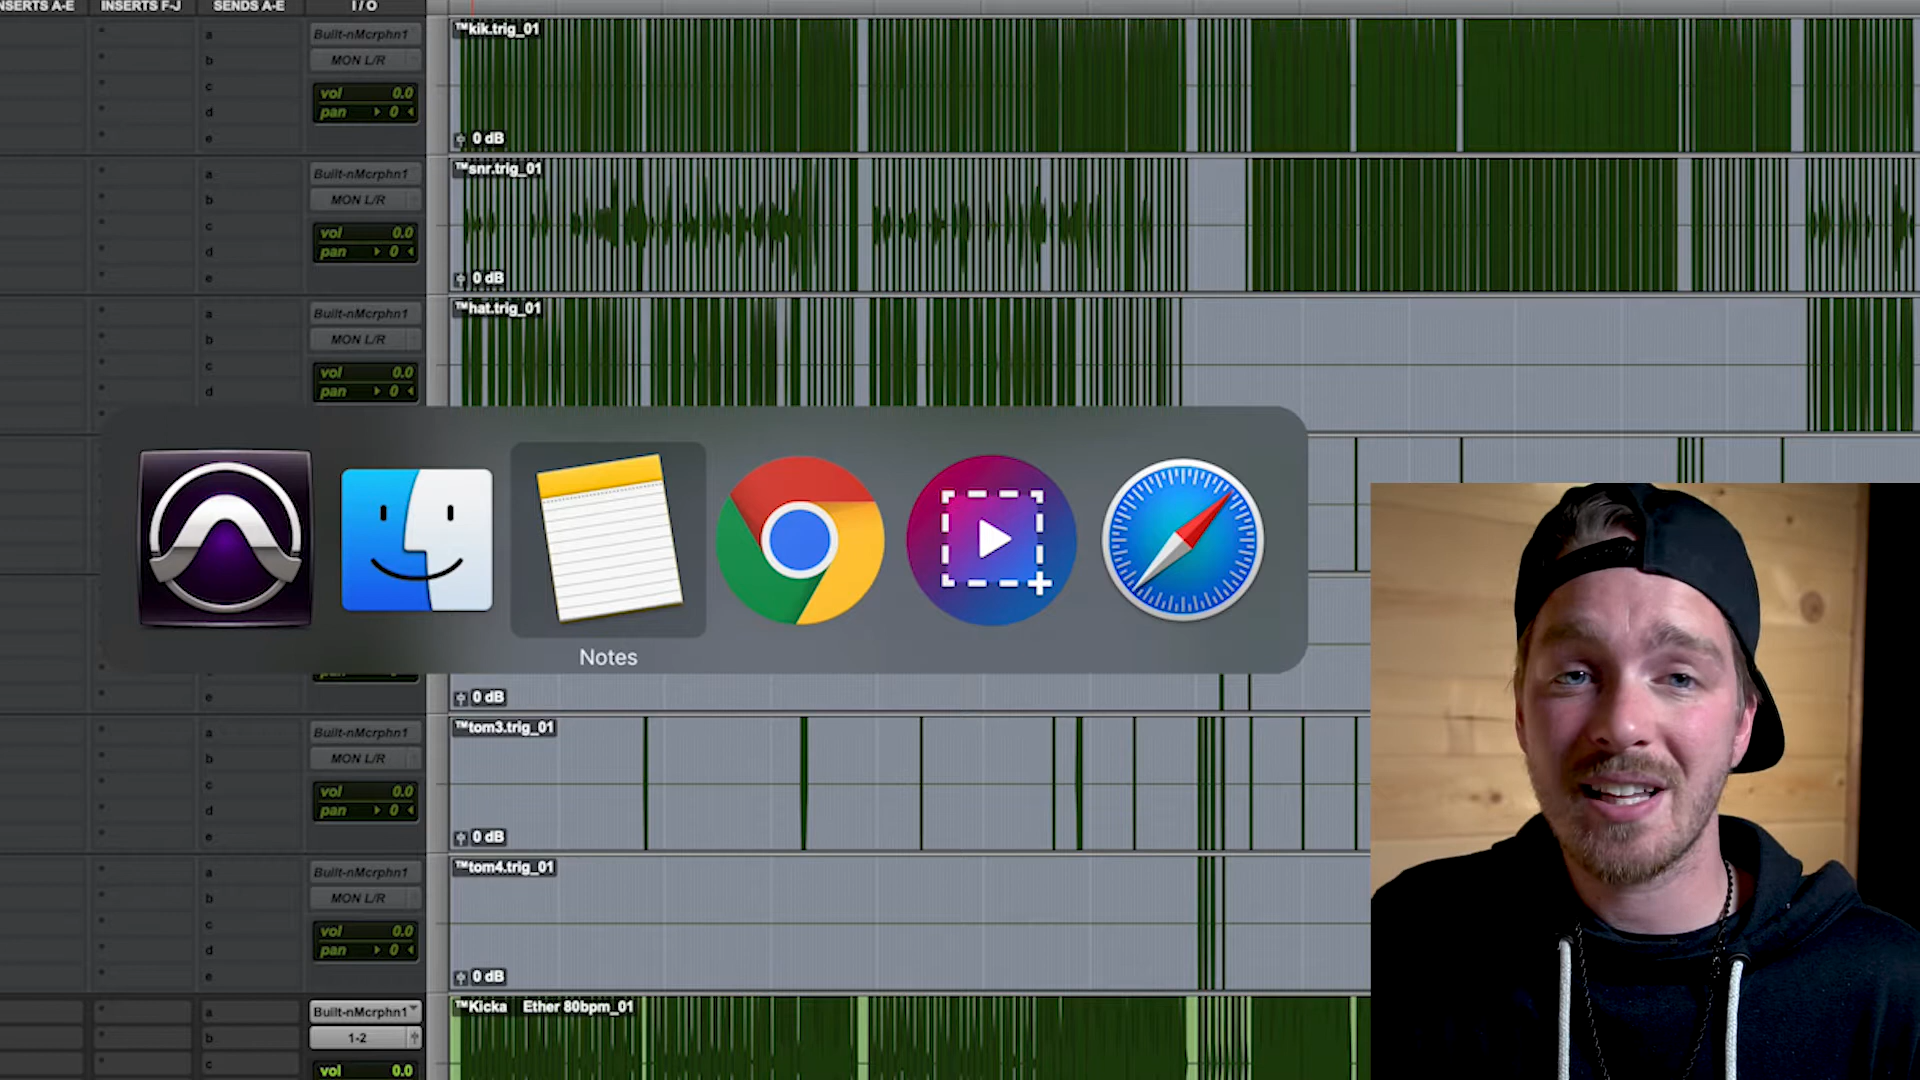 INSERTS A-E INSERTS F-J SENDS A-E I / O
a Built-nMcrphn1 kik.trig_01
b MON L/R
c vol 0.0
d pan 0
e 0 dB
a Built-nMcrphn1 snr.trig_01
b MON L/R
c vol 0.0
d pan 0
e 0 dB
a Built-nMcrphn1 hat.trig_01
b MON L/R
c vol 0.0
d pan 0
Notes
e 0 dB
a Built-nMcrphn1 tom3.trig_01
b MON L/R
c vol 0.0
d pan 0
e 0 dB
a Built-nMcrphn1 tom4.trig_01
b MON L/R
c vol 0.0
d pan 0
e 0 dB
a Built-nMcrphn1 Kicka Ether 80bpm_01
b 1-2
c vol 0.0